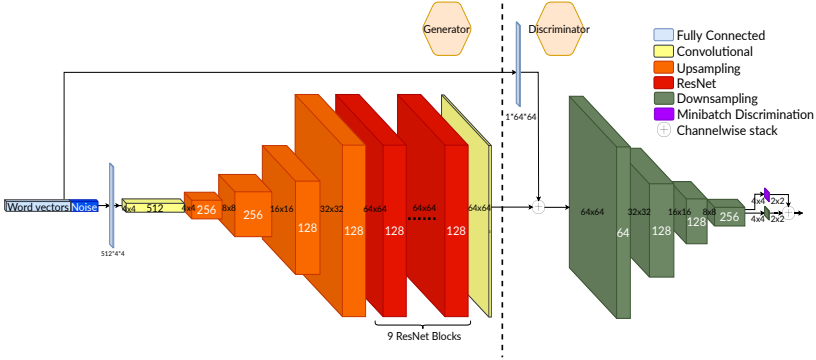 Generator
Discriminator
Fully Connected
Convolutional
Upsampling
ResNet
Downsampling
Minibatch Discrimination
Channelwise stack
1*64*64
Word vectors Noise
512*4*4
4x4 512
4x4 256
8x8 256
16x16 128
32x32 128
64x64 128
64x64 128
64x64
9 ResNet Blocks
64x64 64
32x32 128
16x16 128
8x8 256
4x4 2x2
4x4 2x2